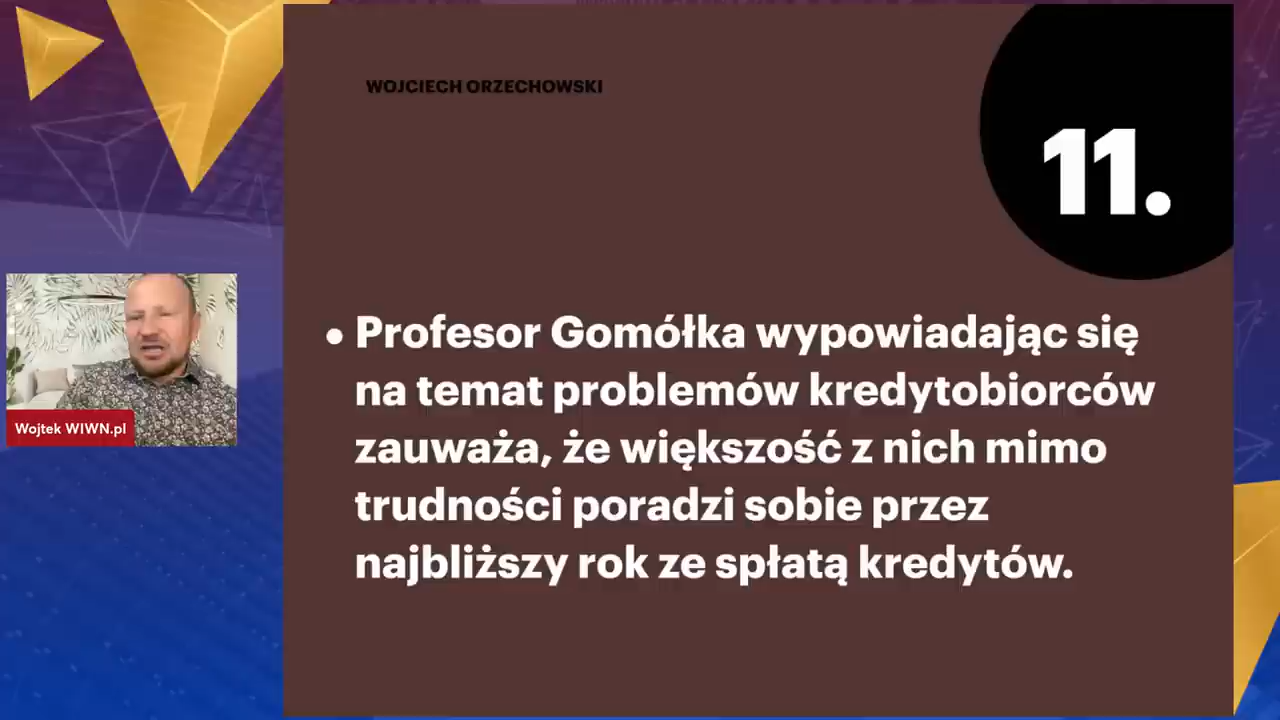 WOJCIECH ORZECHOWSKI
11.
• Profesor Gomółka wypowiadając się
na temat problemów kredytobiorców
zauważa, że większość z nich mimo
trudności poradzi sobie przez
najbliższy rok ze spłatą kredytów.
Wojtek WIWN.pl